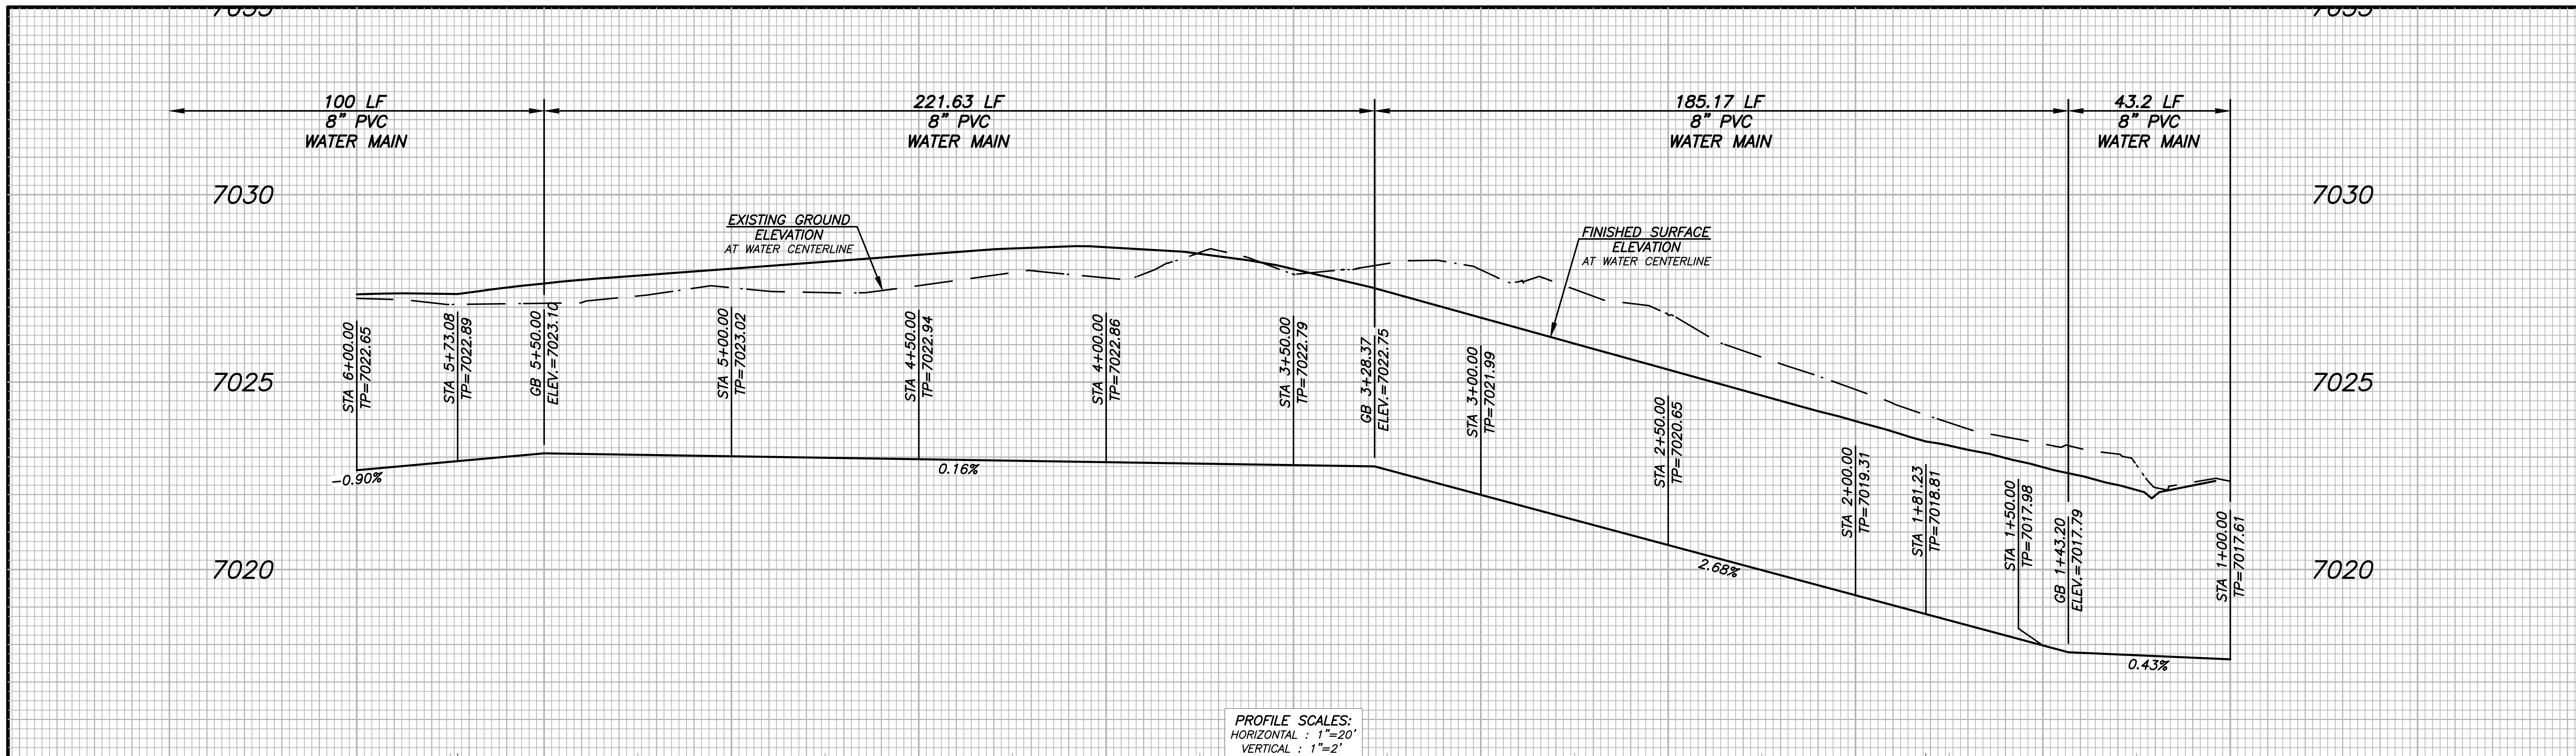 7035
7035
100 LF
8" PVC
WATER MAIN
221.63 LF
8" PVC
WATER MAIN
185.17 LF
8" PVC
WATER MAIN
43.2 LF
8" PVC
WATER MAIN
7030
7030
EXISTING GROUND
ELEVATION
AT WATER CENTERLINE
FINISHED SURFACE
ELEVATION
AT WATER CENTERLINE
7025
7025
STA 6+00.00
TP=7022.65
STA 5+73.08
TP=7022.89
GB 5+50.00
ELEV.=7023.10
STA 5+00.00
TP=7023.02
STA 4+50.00
TP=7022.94
STA 4+00.00
TP=7022.86
STA 3+50.00
TP=7022.79
GB 3+28.37
ELEV.=7022.75
STA 3+00.00
TP=7021.99
STA 2+50.00
TP=7020.65
STA 2+00.00
TP=7019.31
STA 1+81.23
TP=7018.81
STA 1+50.00
TP=7017.98
GB 1+43.20
ELEV.=7017.79
STA 1+00.00
TP=7017.61
-0.90%
0.16%
2.68%
0.43%
7020
7020
PROFILE SCALES:
HORIZONTAL : 1"=20'
VERTICAL : 1"=2'